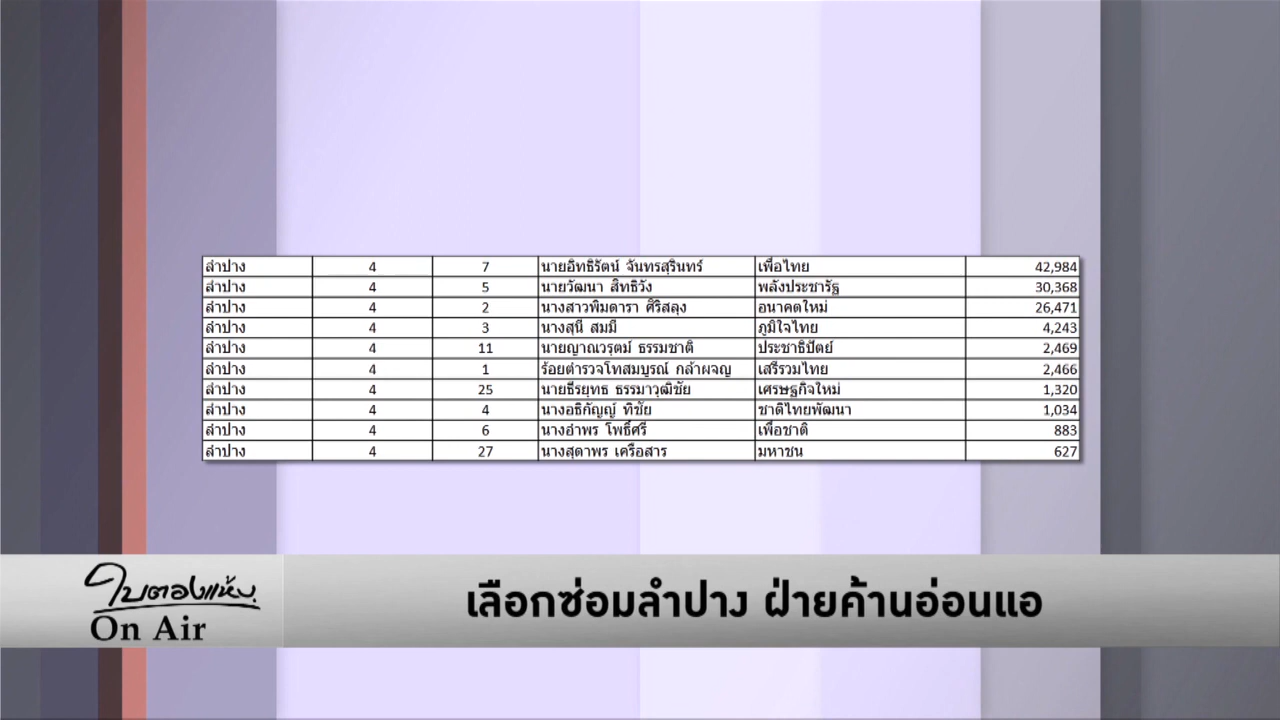 ลำปาง 4 7 นายอิทธิรัตน์ จันทรสุรินทร์ เพื่อไทย 42,984
ลำปาง 4 5 นายวัฒนา สิทธิวัง พลังประชารัฐ 30,368
ลำปาง 4 2 นางสาวพิมดารา ศิริสลุง อนาคตใหม่ 26,471
ลำปาง 4 3 นางสุนี สมมี ภูมิใจไทย 4,243
ลำปาง 4 11 นายญาณวรุตม์ ธรรมชาติ ประชาธิปัตย์ 2,469
ลำปาง 4 1 ร้อยตำรวจโทสมบูรณ์ กล้าผจญ เสรีรวมไทย 2,466
ลำปาง 4 25 นายธีรยุทธ ธรรมาวุฒิชัย เศรษฐกิจใหม่ 1,320
ลำปาง 4 4 นางอธิกัญญ์ ทิชัย ชาติไทยพัฒนา 1,034
ลำปาง 4 6 นางอำพร โพธิ์ศรี เพื่อชาติ 883
ลำปาง 4 27 นางสุดาพร เครือสาร มหาชน 627
ใบตองแห้ง
On Air
เลือกซ่อมลำปาง ฝ่ายค้านอ่อนแอ